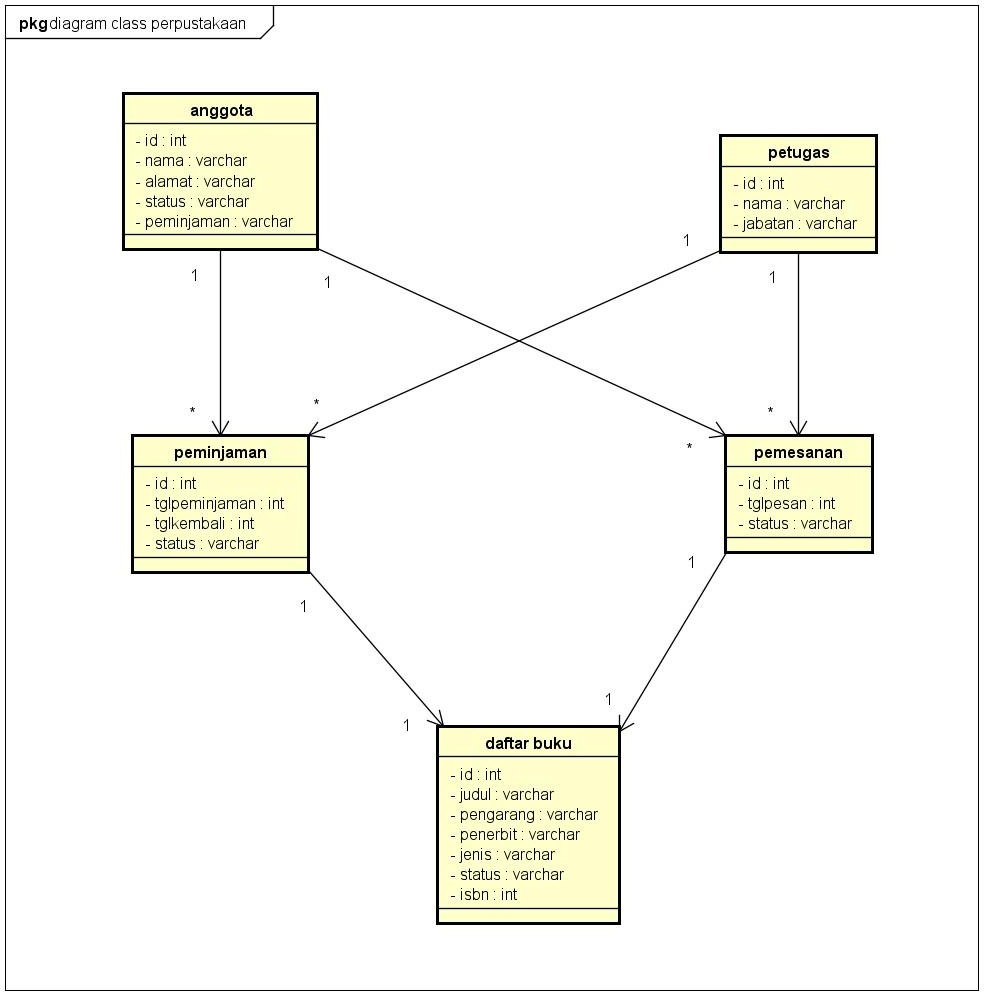 pkg diagram class perpustakaan
anggota
- id : int
- nama : varchar
- alamat : varchar
- status : varchar
- peminjaman : varchar
petugas
- id : int
- nama : varchar
- jabatan : varchar
1
1
1
1
*
*
*
*
peminjaman
- id : int
- tglpeminjaman : int
- tglkembali : int
- status : varchar
pemesanan
- id : int
- tglpesan : int
- status : varchar
1
1
1
1
daftar buku
- id : int
- judul : varchar
- pengarang : varchar
- penerbit : varchar
- jenis : varchar
- status : varchar
- isbn : int